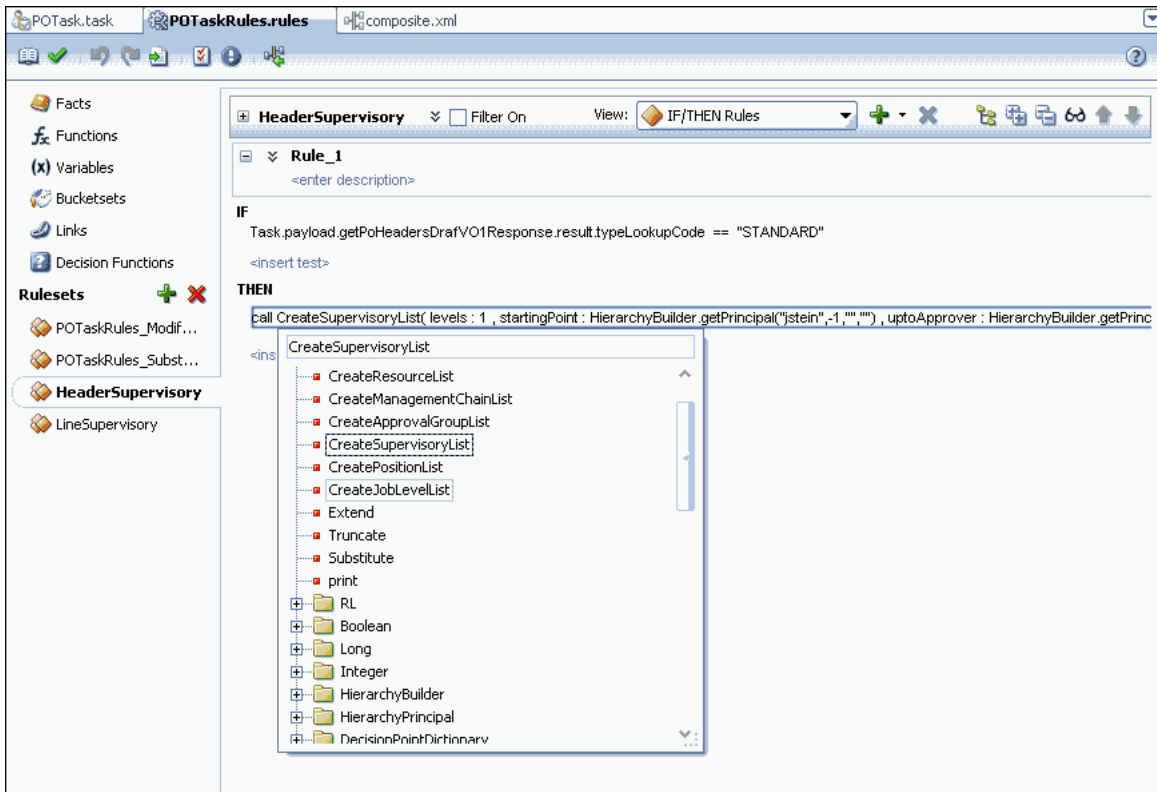 POTask.task POTaskRules.rules composite.xml
Facts
Functions
(x) Variables
Bucketsets
Links
Decision Functions
Rulesets
POTaskRules_Modif...
POTaskRules_Subst...
HeaderSupervisory
LineSupervisory
HeaderSupervisory Filter On View: IF/THEN Rules
Rule_1
<enter description>
IF
Task.payload.getPoHeadersDrafVO1Response.result.typeLookupCode == "STANDARD"
<insert test>
THEN
call CreateSupervisoryList( levels : 1 , startingPoint : HierarchyBuilder.getPrincipal("jstein",-1,"","") , uptoApprover : HierarchyBuilder.getPrinc
<ins
CreateSupervisoryList
CreateResourceList
CreateManagementChainList
CreateApprovalGroupList
CreateSupervisoryList
CreatePositionList
CreateJobLevelList
Extend
Truncate
Substitute
print
RL
Boolean
Long
Integer
HierarchyBuilder
HierarchyPrincipal
DecisionPointDictionary